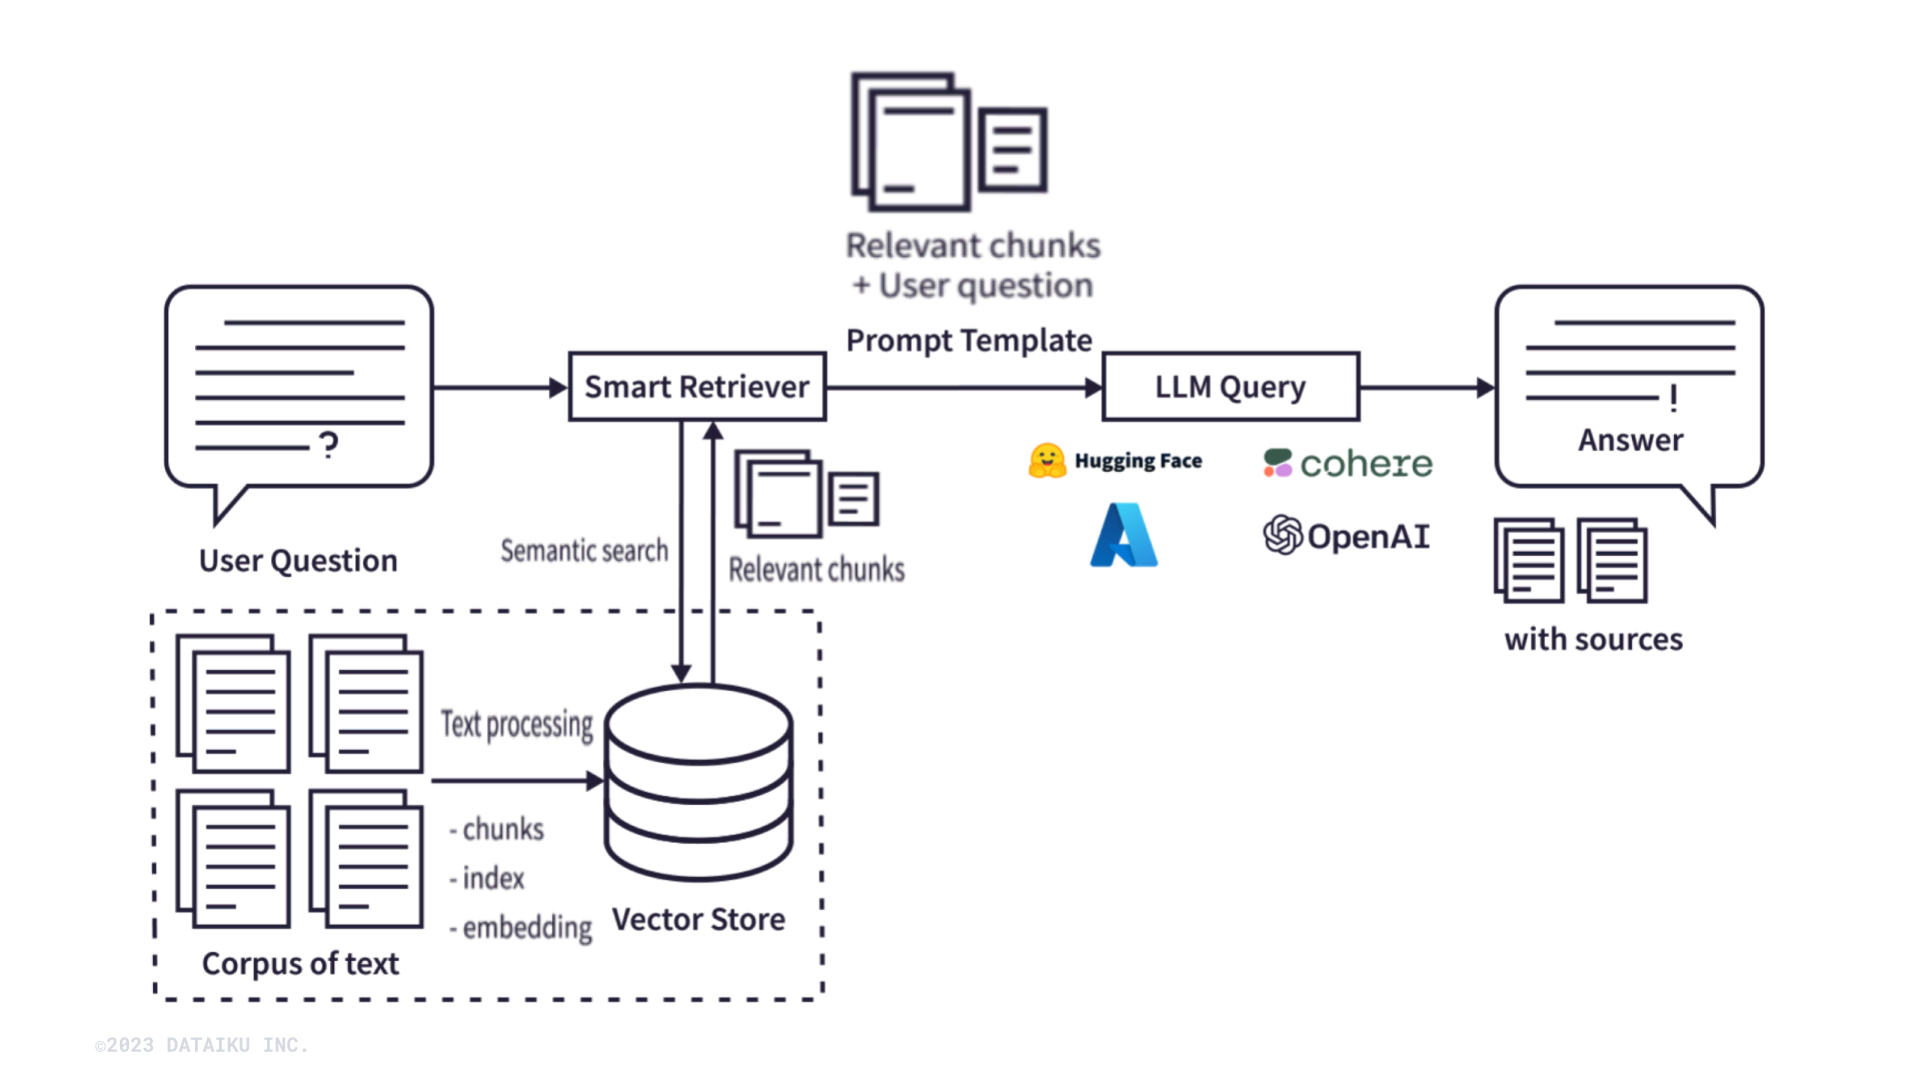 Relevant chunks
+ User question
Prompt Template
?
Smart Retriever
LLM Query
!
Answer
Hugging Face
cohere
OpenAI
User Question
Semantic search
Relevant chunks
with sources
Text processing
- chunks
- index
- embedding
Vector Store
Corpus of text
©2023 DATAIKU INC.